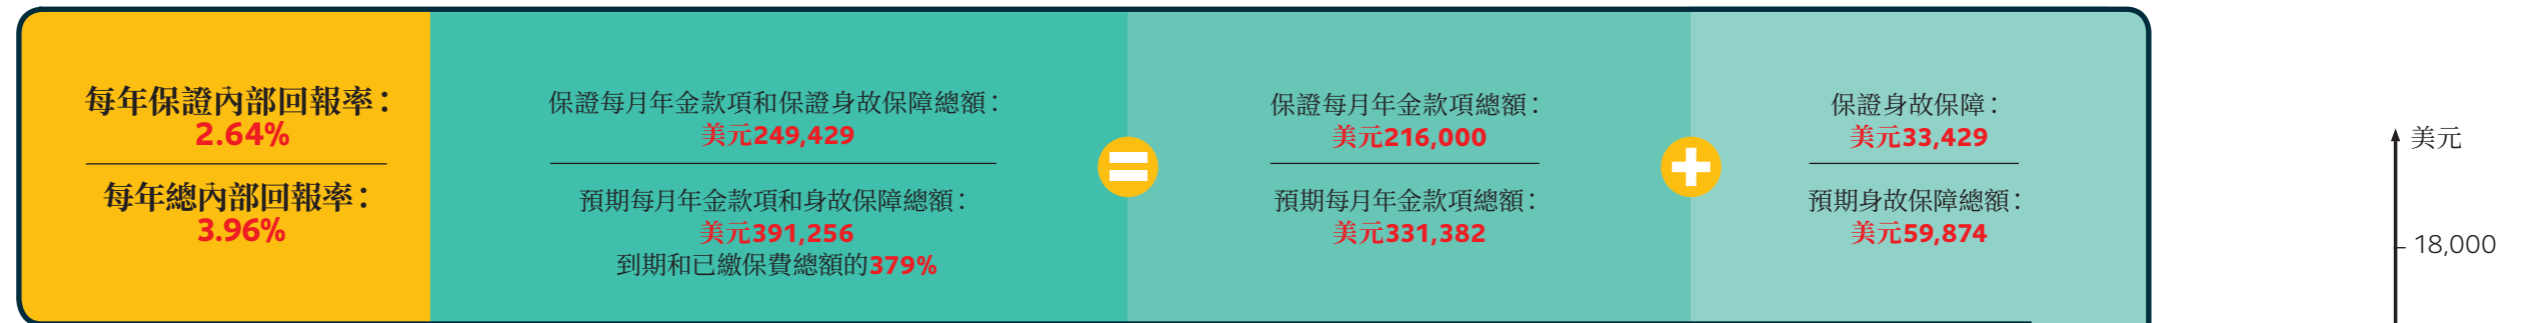 每年保證內部回報率：
2.64%
每年總內部回報率：
3.96%
保證每月年金款項和保證身故保障總額：
美元249,429
預期每月年金款項和身故保障總額：
美元391,256
到期和已繳保費總額的379%
=
保證每月年金款項總額：
美元216,000
預期每月年金款項總額：
美元331,382
+
保證身故保障：
美元33,429
預期身故保障總額：
美元59,874
美元
18,000